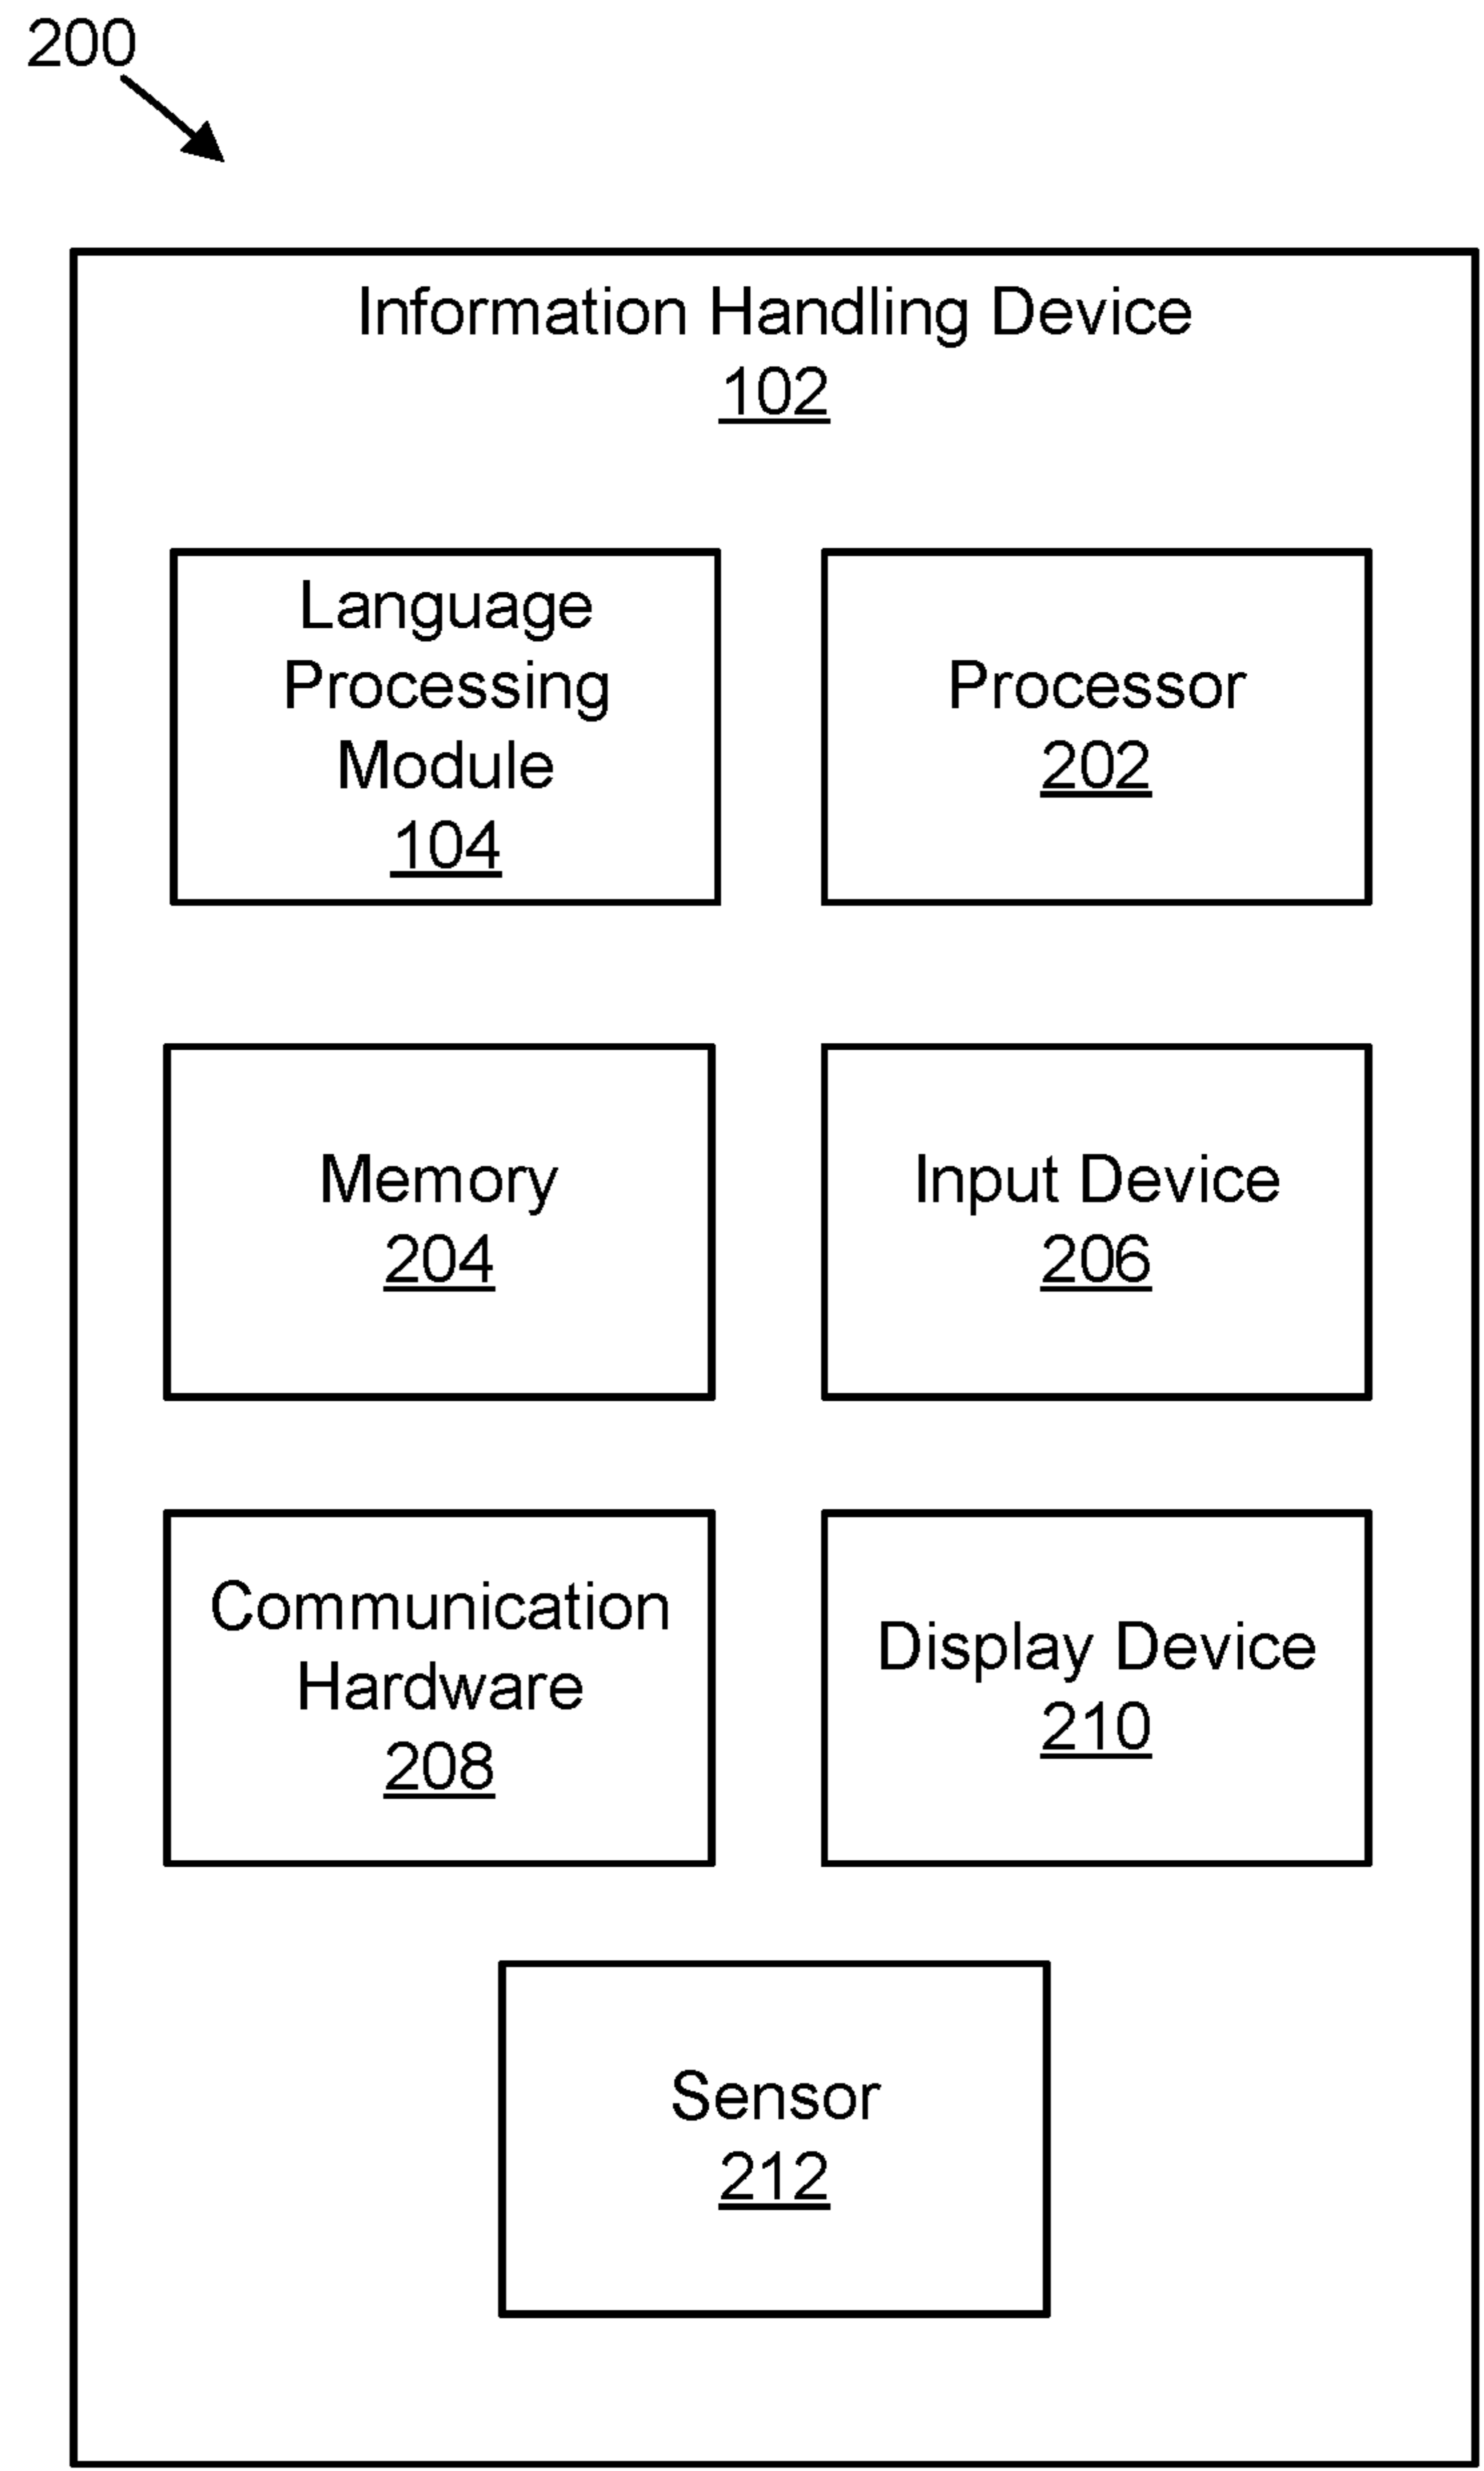 200
Information Handling Device
102
Language
Processing
Module
104
Processor
202
Memory
204
Input Device
206
Communication
Hardware
208
Display Device
210
Sensor
212